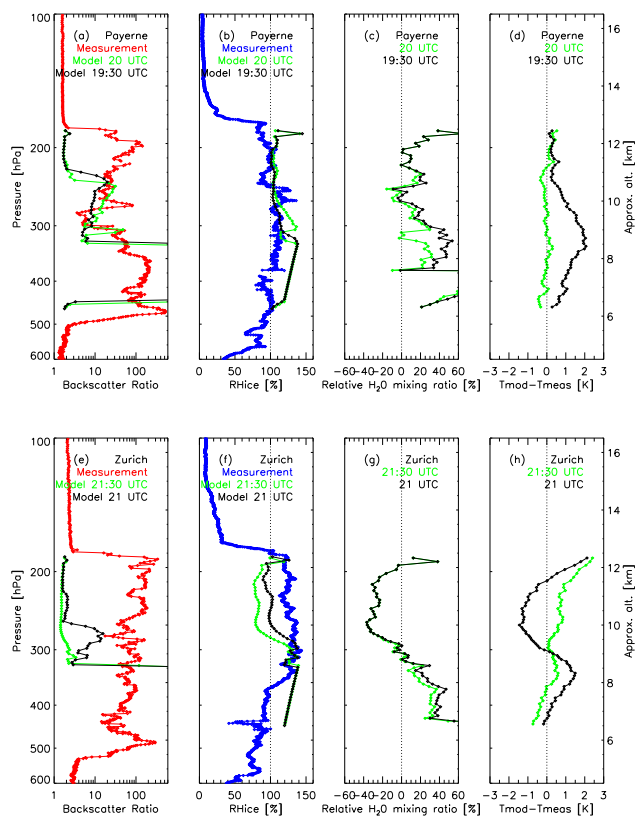 (a) Payerne
Measurement
Model 20 UTC
Model 19:30 UTC
(b) Payerne
Measurement
Model 20 UTC
Model 19:30 UTC
(c) Payerne
20 UTC
19:30 UTC
(d) Payerne
20 UTC
19:30 UTC
100
200
300
400
500
600
Pressure [hPa]
1 10 100
Backscatter Ratio
0 50 100 150
RHice [%]
-60 -40 -20 0 20 40 60
Relative H2O mixing ratio [%]
-3 -2 -1 0 1 2 3
Tmod-Tmeas [K]
16
14
12
10
8
6
Approx. alt. [km]
(e) Zurich
Measurement
Model 21:30 UTC
Model 21 UTC
(f) Zurich
Measurement
Model 21:30 UTC
Model 21 UTC
(g) Zurich
21:30 UTC
21 UTC
(h) Zurich
21:30 UTC
21 UTC
100
200
300
400
500
600
Pressure [hPa]
1 10 100
Backscatter Ratio
0 50 100 150
RHice [%]
-60 -40 -20 0 20 40 60
Relative H2O mixing ratio [%]
-3 -2 -1 0 1 2 3
Tmod-Tmeas [K]
16
14
12
10
8
6
Approx. alt. [km]